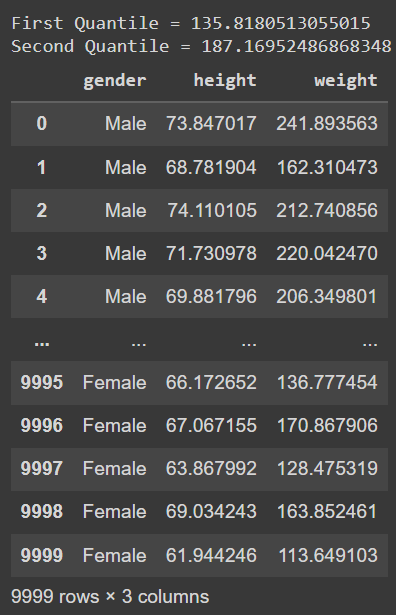 First Quantile = 135.8180513055015
Second Quantile = 187.16952486868348
gender height weight
0 Male 73.847017 241.893563
1 Male 68.781904 162.310473
2 Male 74.110105 212.740856
3 Male 71.730978 220.042470
4 Male 69.881796 206.349801
... ... ... ...
9995 Female 66.172652 136.777454
9996 Female 67.067155 170.867906
9997 Female 63.867992 128.475319
9998 Female 69.034243 163.852461
9999 Female 61.944246 113.649103
9999 rows × 3 columns